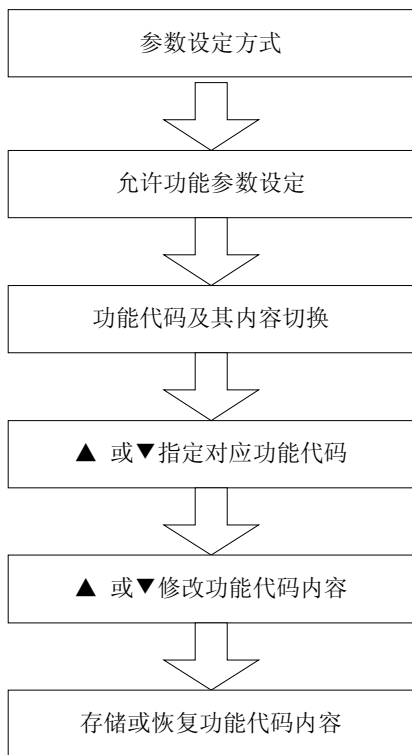 参数设定方式
允许功能参数设定
功能代码及其内容切换
▲ 或▼指定对应功能代码
▲ 或▼修改功能代码内容
存储或恢复功能代码内容